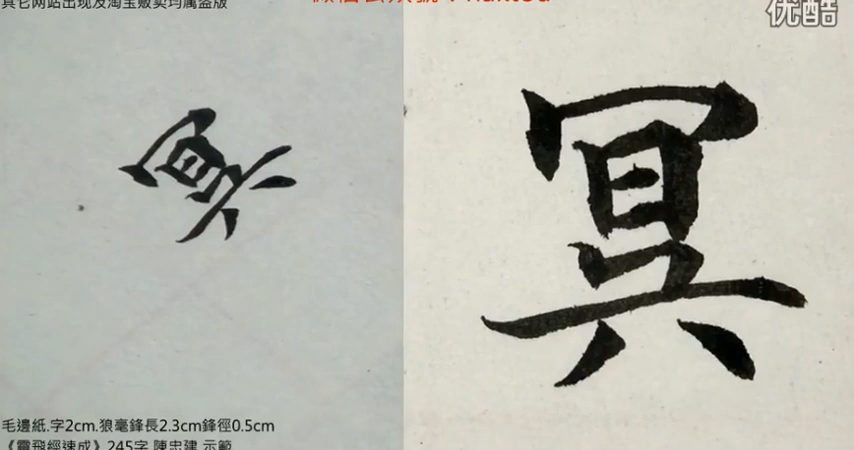 其它网站出现及淘宝贩卖均属盗版
优酷
冥
冥
毛邊紙.字2cm.狼毫鋒長2.3cm鋒徑0.5cm
《靈飛經速成》245字 陳忠建 示範